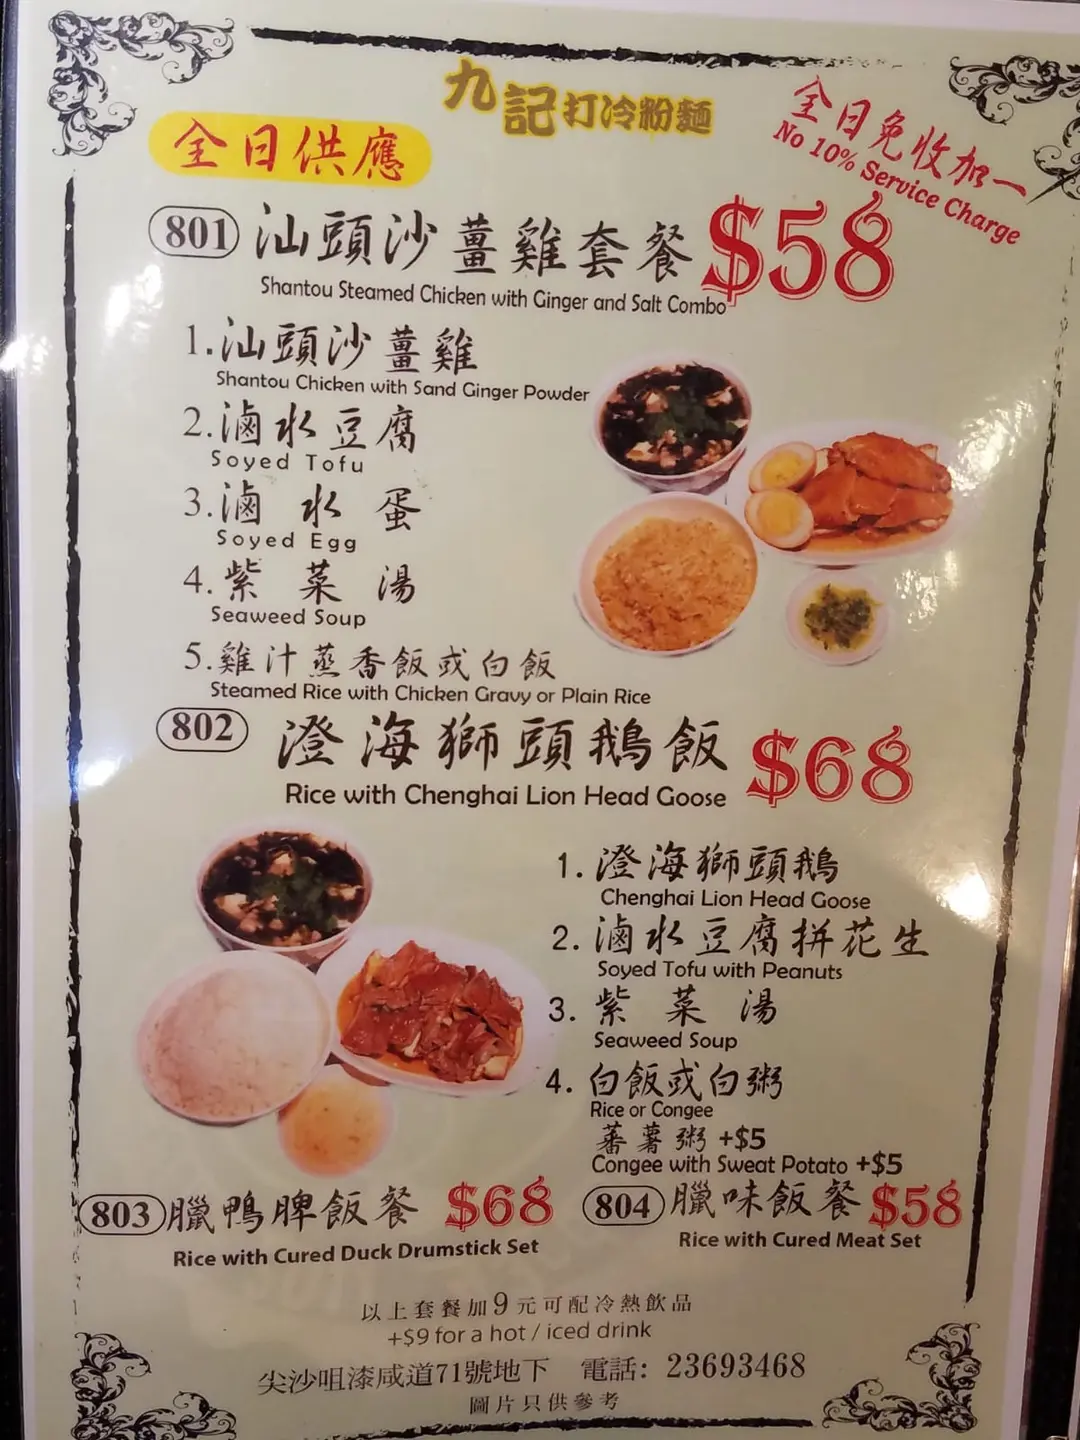 九記打冷粉麵
全日供應
全日免收加一
No 10% Service Charge
801 汕頭沙薑雞套餐 $58
Shantou Steamed Chicken with Ginger and Salt Combo
1.汕頭沙薑雞
Shantou Chicken with Sand Ginger Powder
2.滷水豆腐
Soyed Tofu
3.滷水蛋
Soyed Egg
4.紫菜湯
Seaweed Soup
5.雞汁蒸香飯或白飯
Steamed Rice with Chicken Gravy or Plain Rice
802 澄海獅頭鵝飯 $68
Rice with Chenghai Lion Head Goose
1. 澄海獅頭鵝
Chenghai Lion Head Goose
2. 滷水豆腐拼花生
Soyed Tofu with Peanuts
3. 紫菜湯
Seaweed Soup
4. 白飯或白粥
Rice or Congee
蕃薯粥 +$5
Congee with Sweat Potato +$5
803 臘鴨脾飯餐 $68
Rice with Cured Duck Drumstick Set
804 臘味飯餐 $58
Rice with Cured Meat Set
以上套餐加9元可配冷熱飲品
+$9 for a hot / iced drink
尖沙咀漆咸道71號地下 電話: 23693468
圖片只供參考